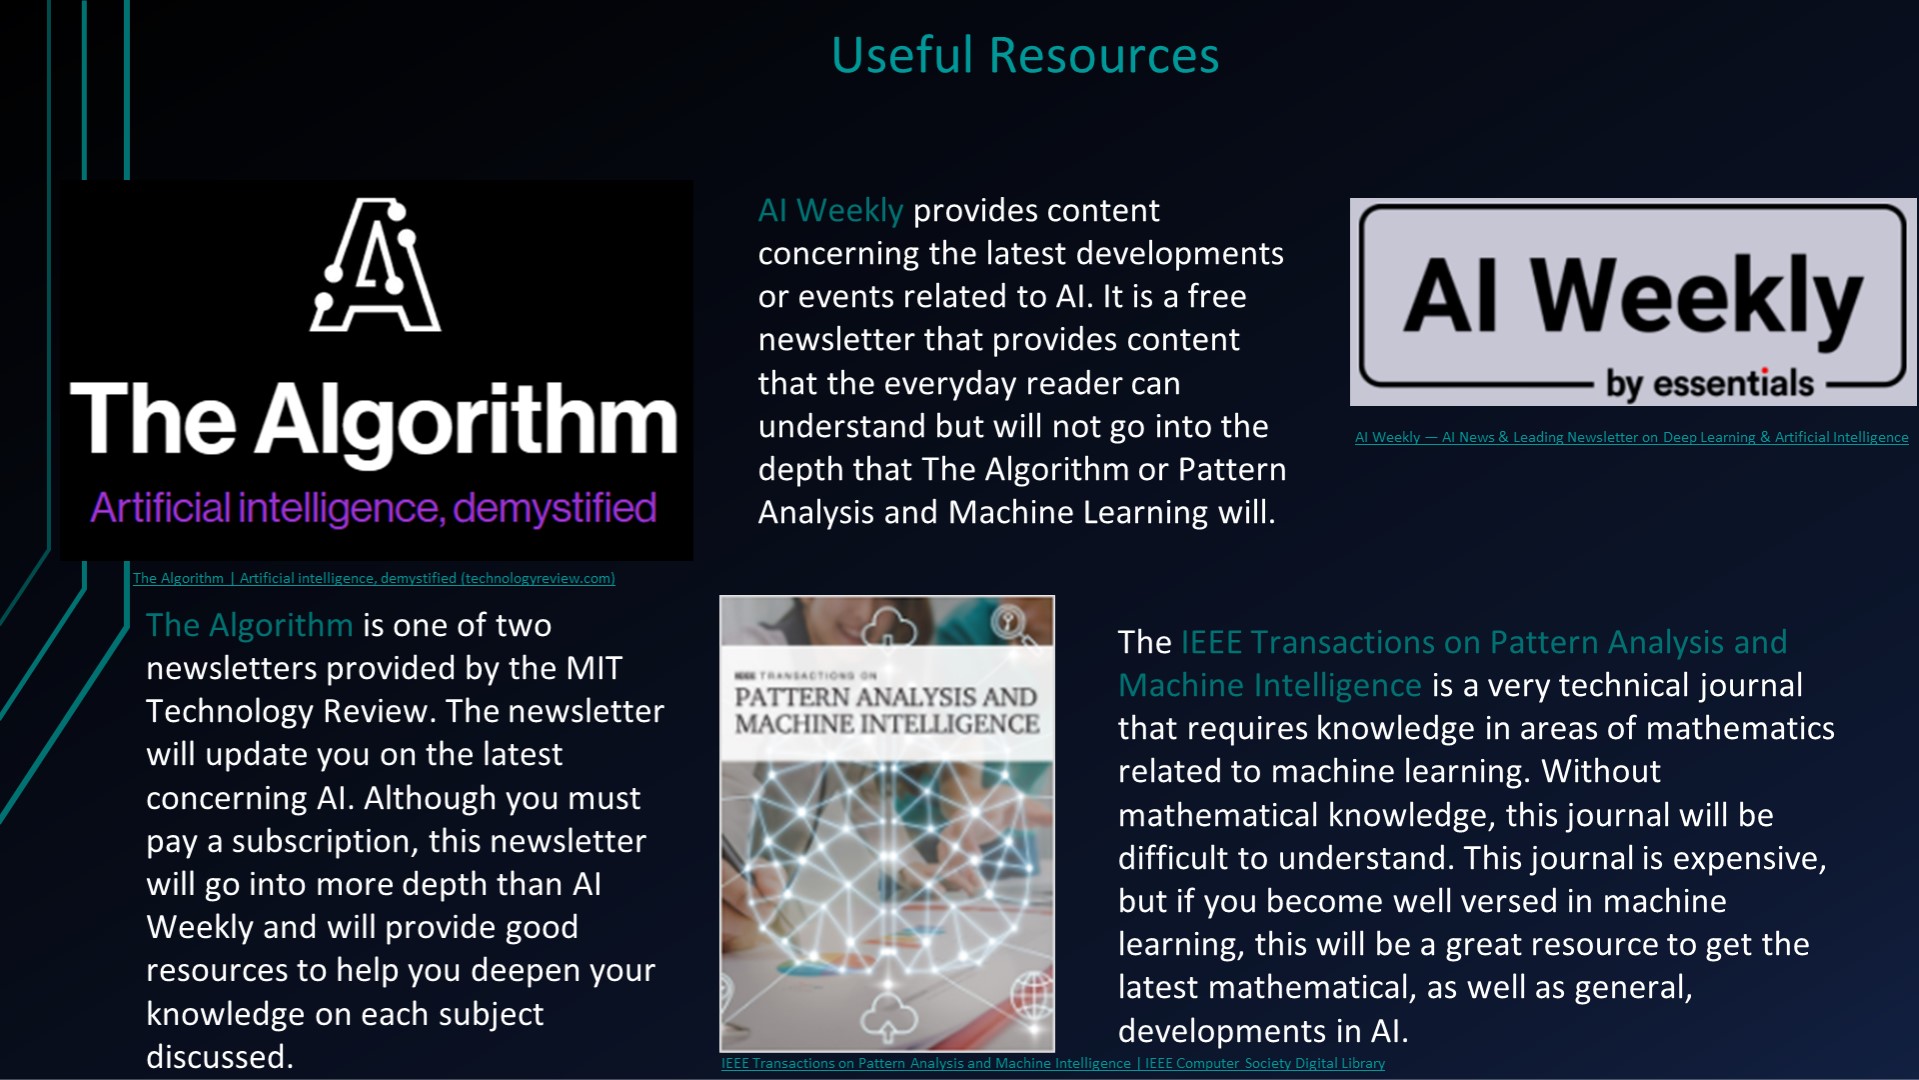 Useful Resources
The Algorithm
Artificial intelligence, demystified
The Algorithm | Artificial intelligence, demystified (technologyreview.com)
The Algorithm is one of two
newsletters provided by the MIT
Technology Review. The newsletter
will update you on the latest
concerning AI. Although you must
pay a subscription, this newsletter
will go into more depth than AI
Weekly and will provide good
resources to help you deepen your
knowledge on each subject
discussed.
AI Weekly provides content
concerning the latest developments
or events related to AI. It is a free
newsletter that provides content
that the everyday reader can
understand but will not go into the
depth that The Algorithm or Pattern
Analysis and Machine Learning will.
AI Weekly
by essentials
AI Weekly — AI News & Leading Newsletter on Deep Learning & Artificial Intelligence
IEEE TRANSACTIONS ON
PATTERN ANALYSIS AND
MACHINE INTELLIGENCE
IEEE Transactions on Pattern Analysis and Machine Intelligence | IEEE Computer Society Digital Library
The IEEE Transactions on Pattern Analysis and
Machine Intelligence is a very technical journal
that requires knowledge in areas of mathematics
related to machine learning. Without
mathematical knowledge, this journal will be
difficult to understand. This journal is expensive,
but if you become well versed in machine
learning, this will be a great resource to get the
latest mathematical, as well as general,
developments in AI.